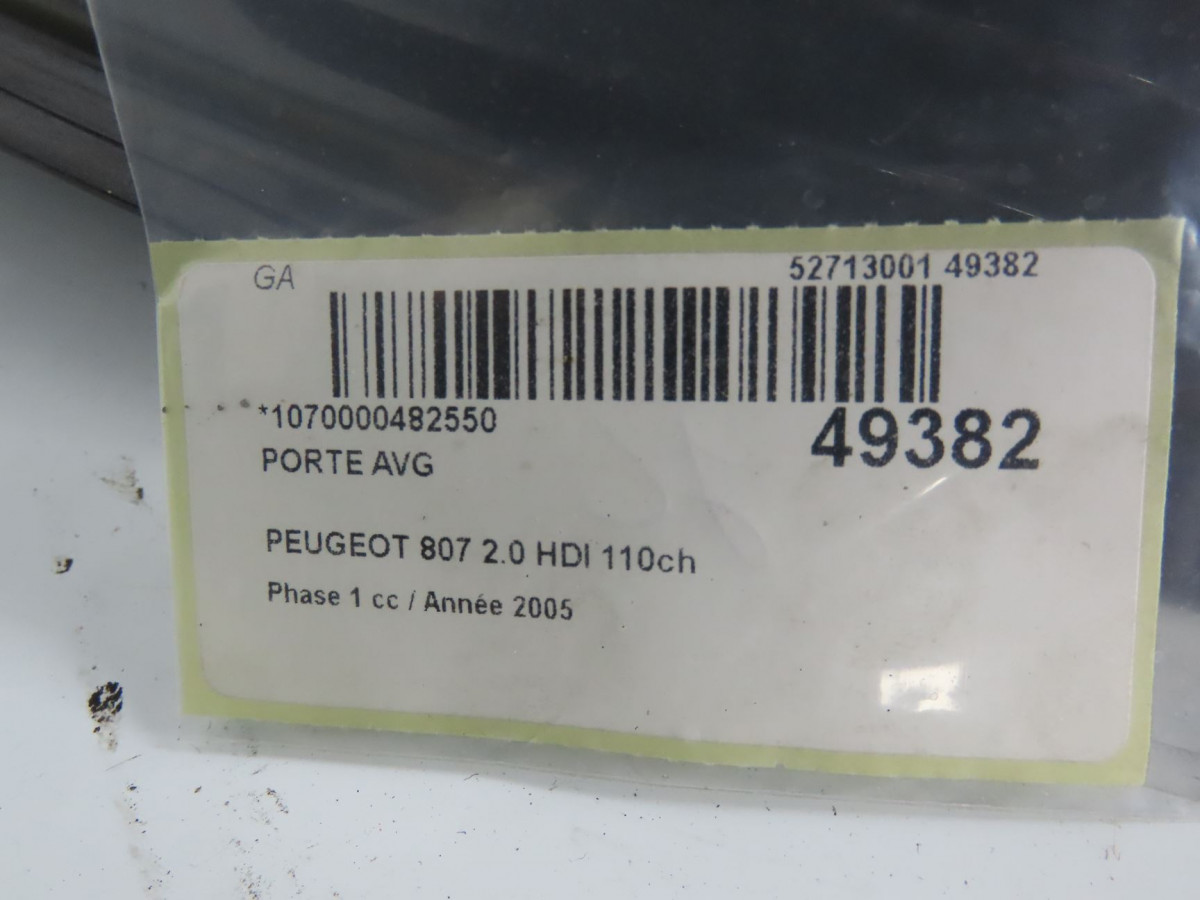 GA
52713001 49382
*1070000482550
49382
PORTE AVG
PEUGEOT 807 2.0 HDI 110ch
Phase 1 cc / Année 2005